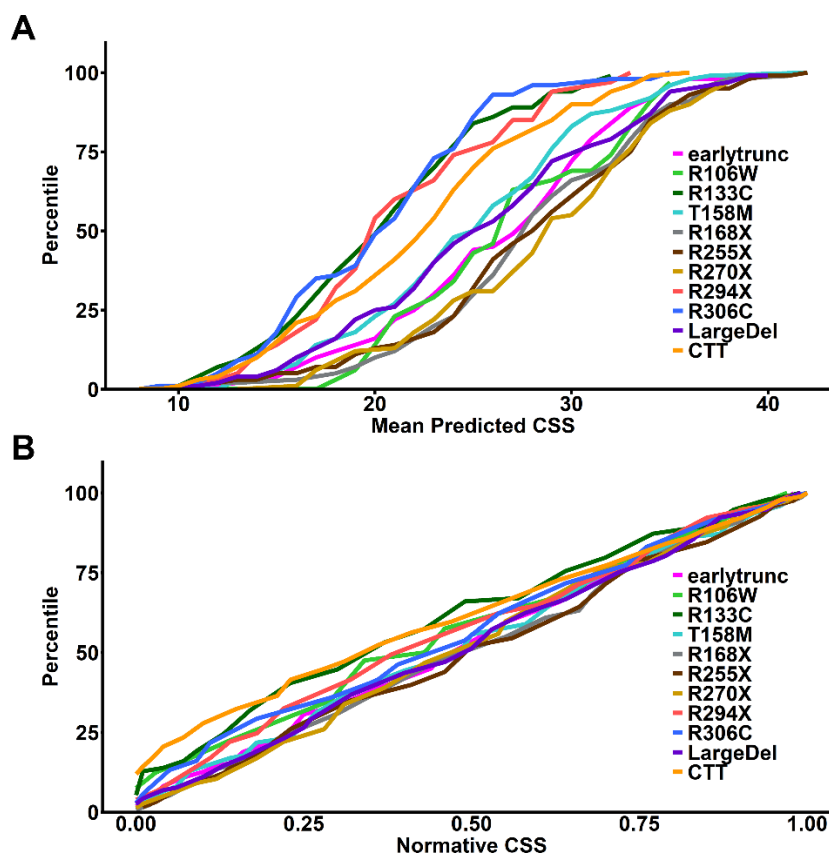 A
100
75
50
25
0
Percentile
earlytrunc
R106W
R133C
T158M
R168X
R255X
R270X
R294X
R306C
LargeDel
CTT
10 20 30 40
Mean Predicted CSS
B
100
75
50
25
0
Percentile
earlytrunc
R106W
R133C
T158M
R168X
R255X
R270X
R294X
R306C
LargeDel
CTT
0.00 0.25 0.50 0.75 1.00
Normative CSS